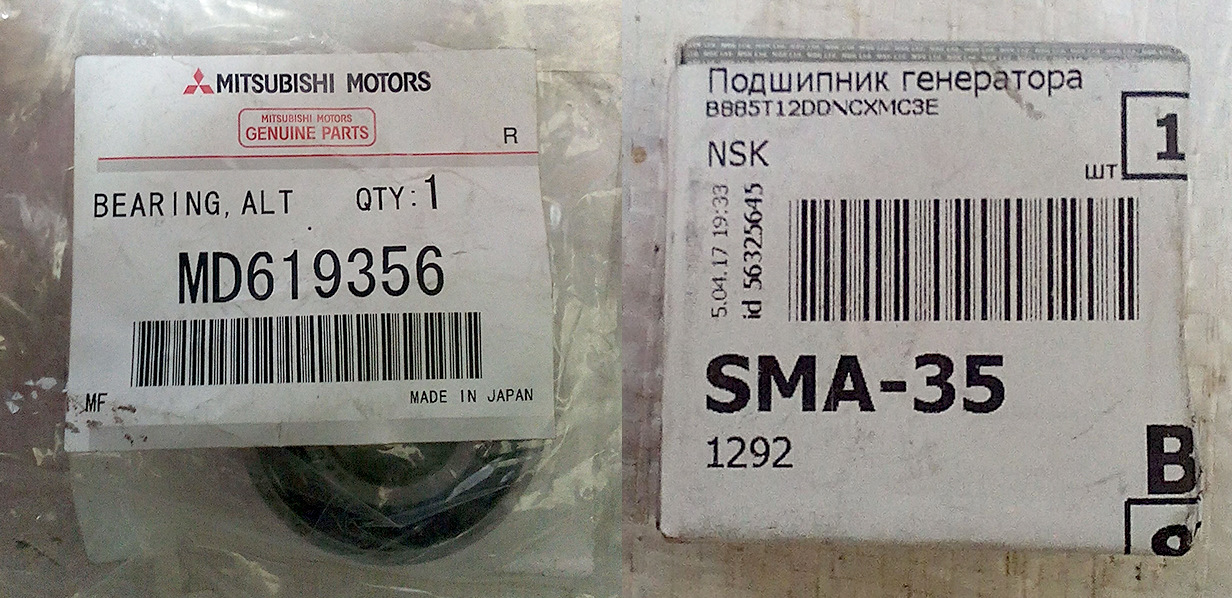 MITSUBISHI MOTORS
MITSUBISHI MOTORS
GENUINE PARTS
R
BEARING, ALT QTY: 1
MD619356
MF
MADE IN JAPAN
Подшипник генератора
B885T12DDNCXMC3E
NSK
шт 1
5.04.17 19:33
id 56325645
SMA-35
1292
B